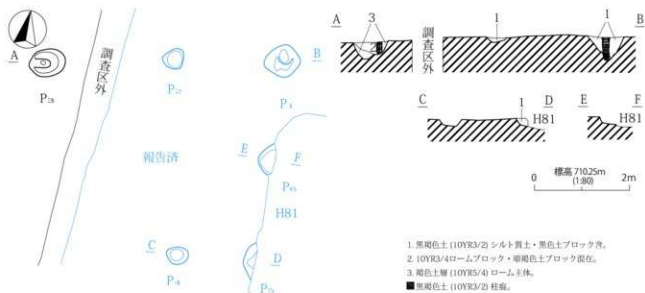 A
調査区外
P3
P2
B
P1
報告済
E
F
P6
H81
C
P4
D
P5
A
3
調査区外
1
1
B
C
1
D
H81
E
F
H81
標高 710.25m
0
(1:80)
2m
1. 黒褐色土 (10YR3/2) シルト質土・黒色土ブロック含。
2. 10YR3/4ロームブロック・暗褐色土ブロック混在。
3. 褐色土層 (10YR5/4) ローム主体。
■黒褐色土 (10YR3/2) 柱痕。